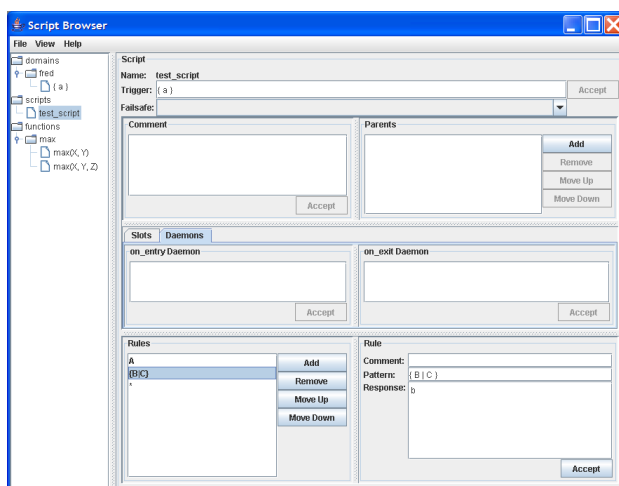 Script Browser
File View Help
domains
fred
{ a }
scripts
test_script
functions
max
max(X, Y)
max(X, Y, Z)
Script
Name: test_script
Trigger: { a } Accept
Failsafe:
Comment
Accept
Parents
Add
Remove
Move Up
Move Down
Slots Daemons
on_entry Daemon
Accept
on_exit Daemon
Accept
Rules
A
{B|C}
*
Add
Remove
Move Up
Move Down
Rule
Comment:
Pattern: { B | C }
Response: b
Accept